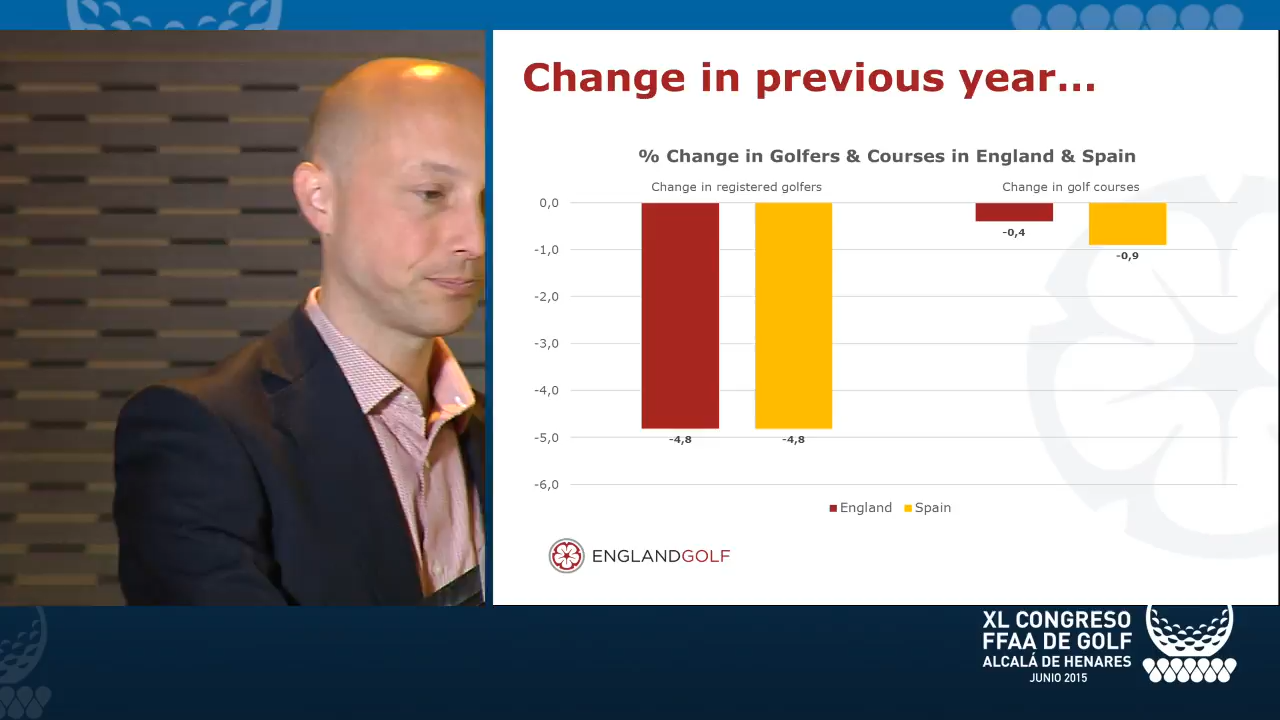 Change in previous year...
% Change in Golfers & Courses in England & Spain
Change in registered golfers
Change in golf courses
0,0
-1,0
-2,0
-3,0
-4,0
-5,0
-6,0
-4,8
-4,8
-0,4
-0,9
England
Spain
ENGLANDGOLF
XL CONGRESO
FFAA DE GOLF
ALCALÁ DE HENARES
JUNIO 2015